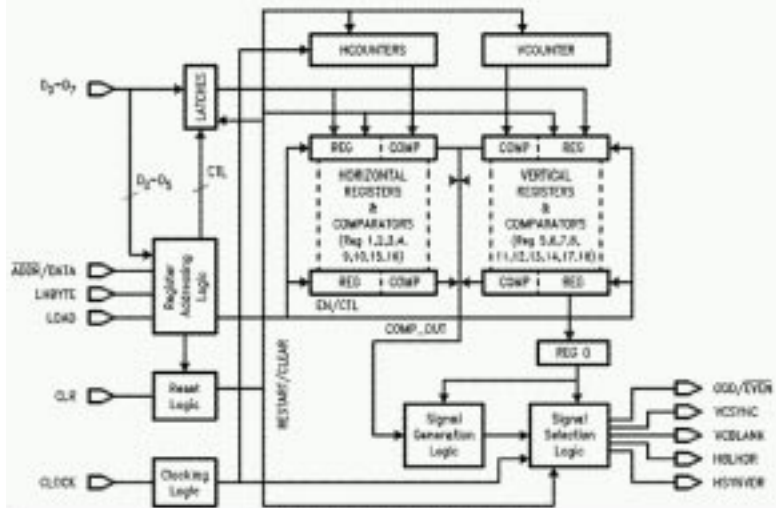 HCOUNTERS
VCOUNTER
D0-D7
LATCHES
REG
COMP
COMP
REG
D0-D5
CTL
HORIZONTAL
REGISTERS
&
COMPARATORS
(Reg 1,2,3,4,
9,10,15,16)
VERTICAL
REGISTERS
&
COMPARATORS
(Reg 5,6,7,8,
11,12,13,14,17,18)
ADDR/DATA
LHBYTE
LOAD
Register
Addressing
Logic
REG
COMP
COMP
REG
EN/CTL
COMP_OUT
REG 0
RESTART/CLEAR
CLR
Reset
Logic
Signal
Generation
Logic
Signal
Selection
Logic
ODD/EVEN
VCSYNC
VCBLANK
HBLHDR
HSYNVDR
CLOCK
Clocking
Logic